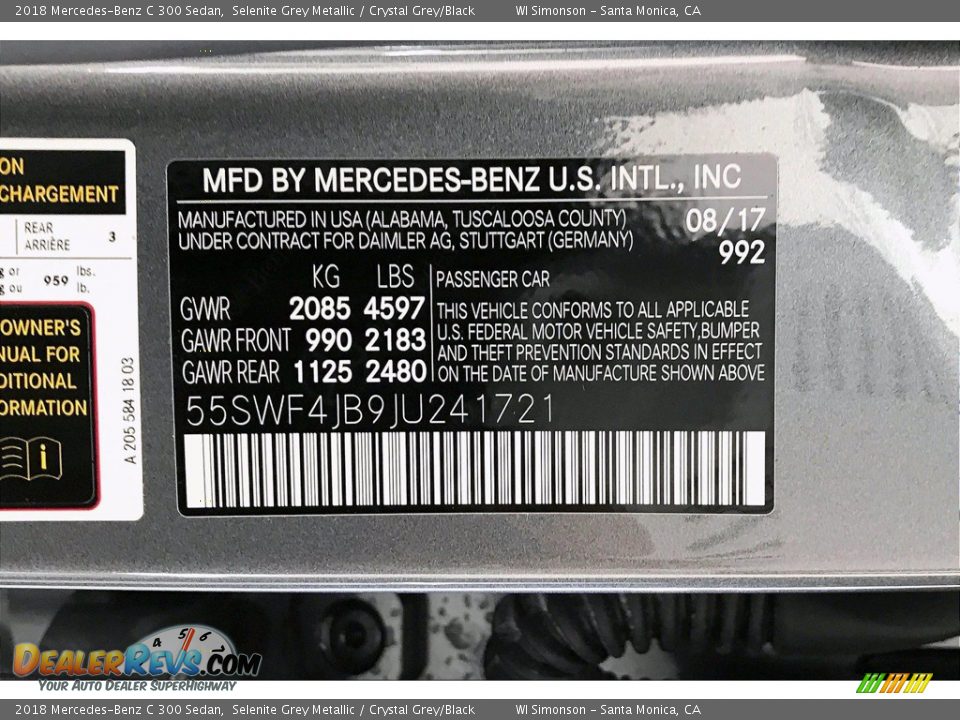 2018 Mercedes-Benz C 300 Sedan, Selenite Grey Metallic / Crystal Grey/Black WI Simonson - Santa Monica, CA
ON
CHARGEMENT
REAR
ARRIÈRE 3
g or 959 lbs.
g ou lb.
OWNER'S
NUAL FOR
DITIONAL
ORMATION
i
A 205 584 18 03
MFD BY MERCEDES-BENZ U.S. INTL., INC
MANUFACTURED IN USA (ALABAMA, TUSCALOOSA COUNTY) 08/17
UNDER CONTRACT FOR DAIMLER AG, STUTTGART (GERMANY) 992
KG LBS PASSENGER CAR
GVWR 2085 4597
GAWR FRONT 990 2183
GAWR REAR 1125 2480
THIS VEHICLE CONFORMS TO ALL APPLICABLE
U.S. FEDERAL MOTOR VEHICLE SAFETY,BUMPER
AND THEFT PREVENTION STANDARDS IN EFFECT
ON THE DATE OF MANUFACTURE SHOWN ABOVE
55SWF4JB9JU241721
4 5 6
DEALERREVS.COM
YOUR AUTO DEALER SUPERHIGHWAY
2018 Mercedes-Benz C 300 Sedan, Selenite Grey Metallic / Crystal Grey/Black WI Simonson - Santa Monica, CA